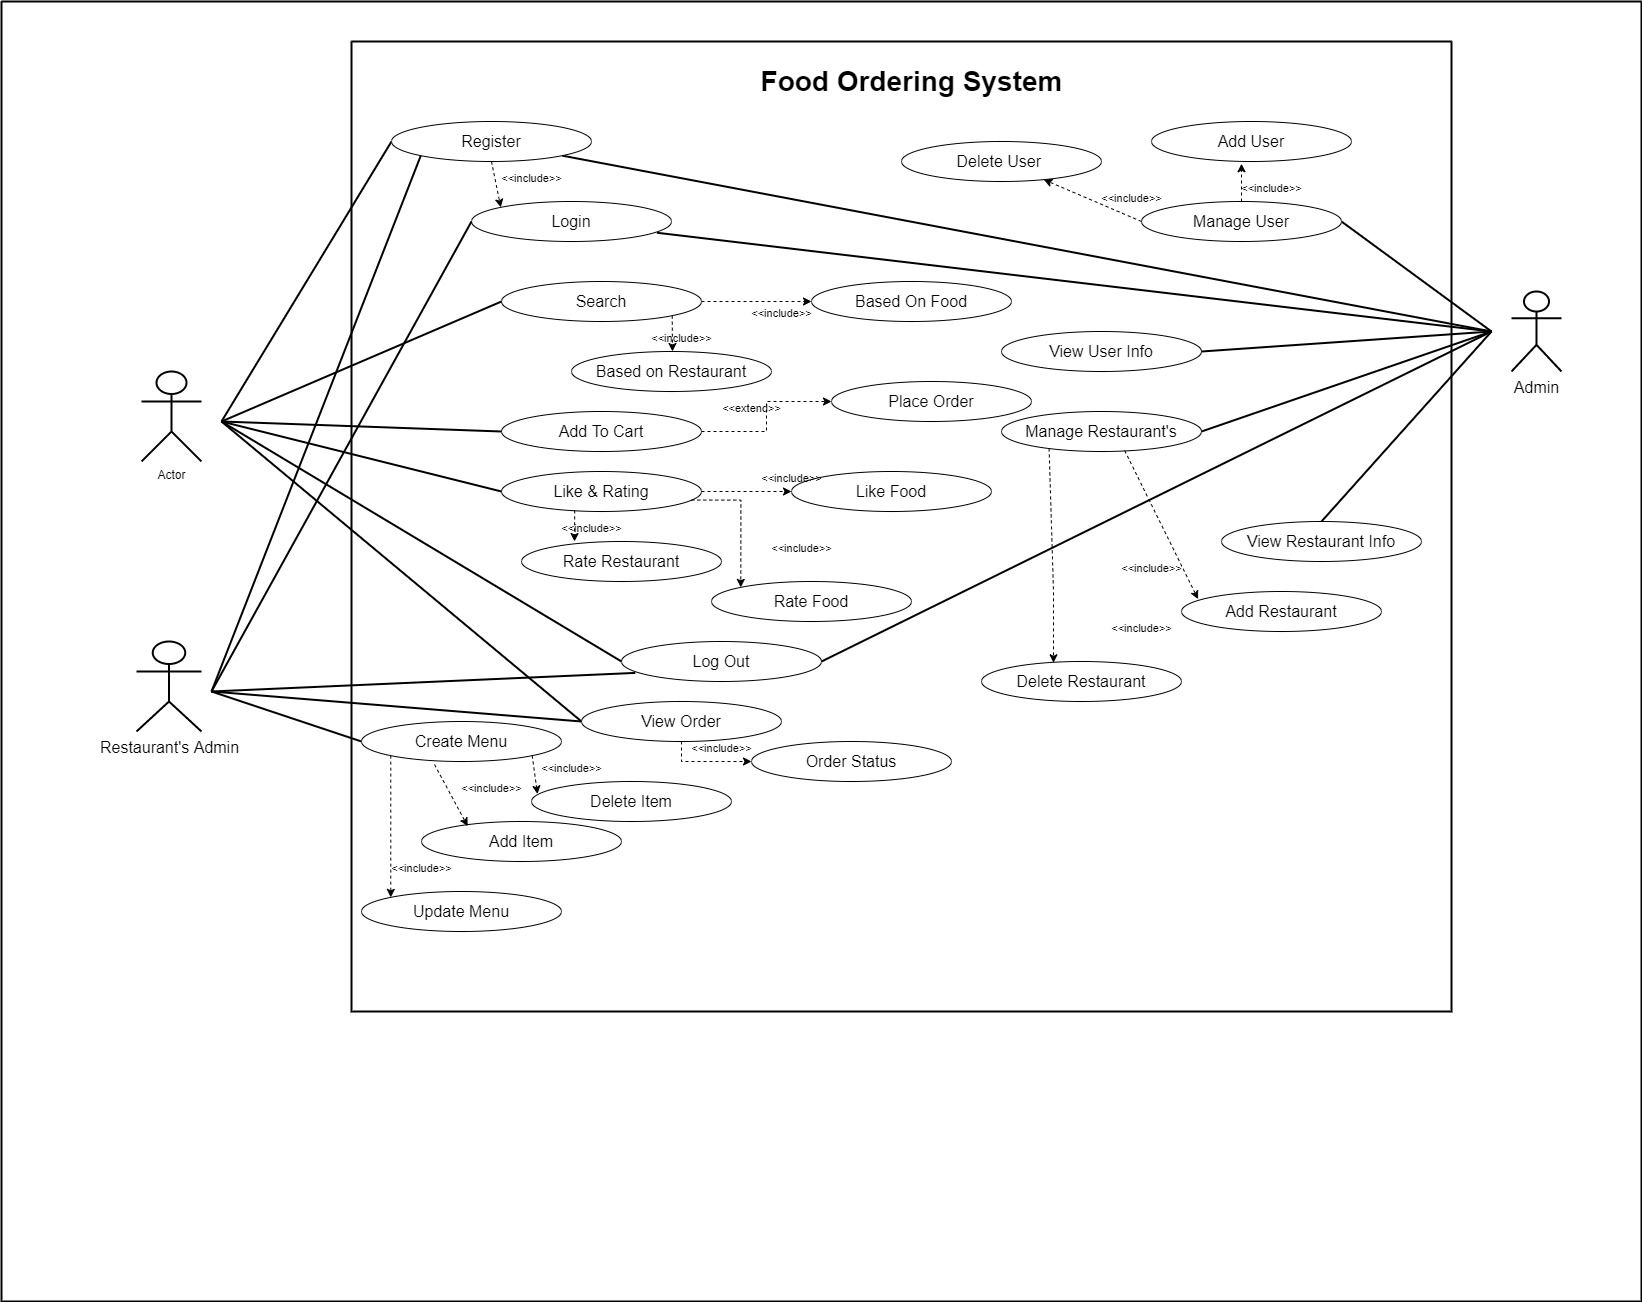 Food Ordering System
Register
Add User
Delete User
<<include>>
<<include>>
<<include>>
Login
Manage User
Search
Based On Food
<<include>>
<<include>>
View User Info
Based on Restaurant
Admin
Place Order
<<extend>>
Add To Cart
Manage Restaurant's
Actor
<<include>>
Like & Rating
Like Food
<<include>>
View Restaurant Info
<<include>>
Rate Restaurant
<<include>>
Rate Food
Add Restaurant
<<include>>
Log Out
Delete Restaurant
View Order
Restaurant's Admin
Create Menu
<<include>>
Order Status
<<include>>
<<include>>
Delete Item
Add Item
<<include>>
Update Menu